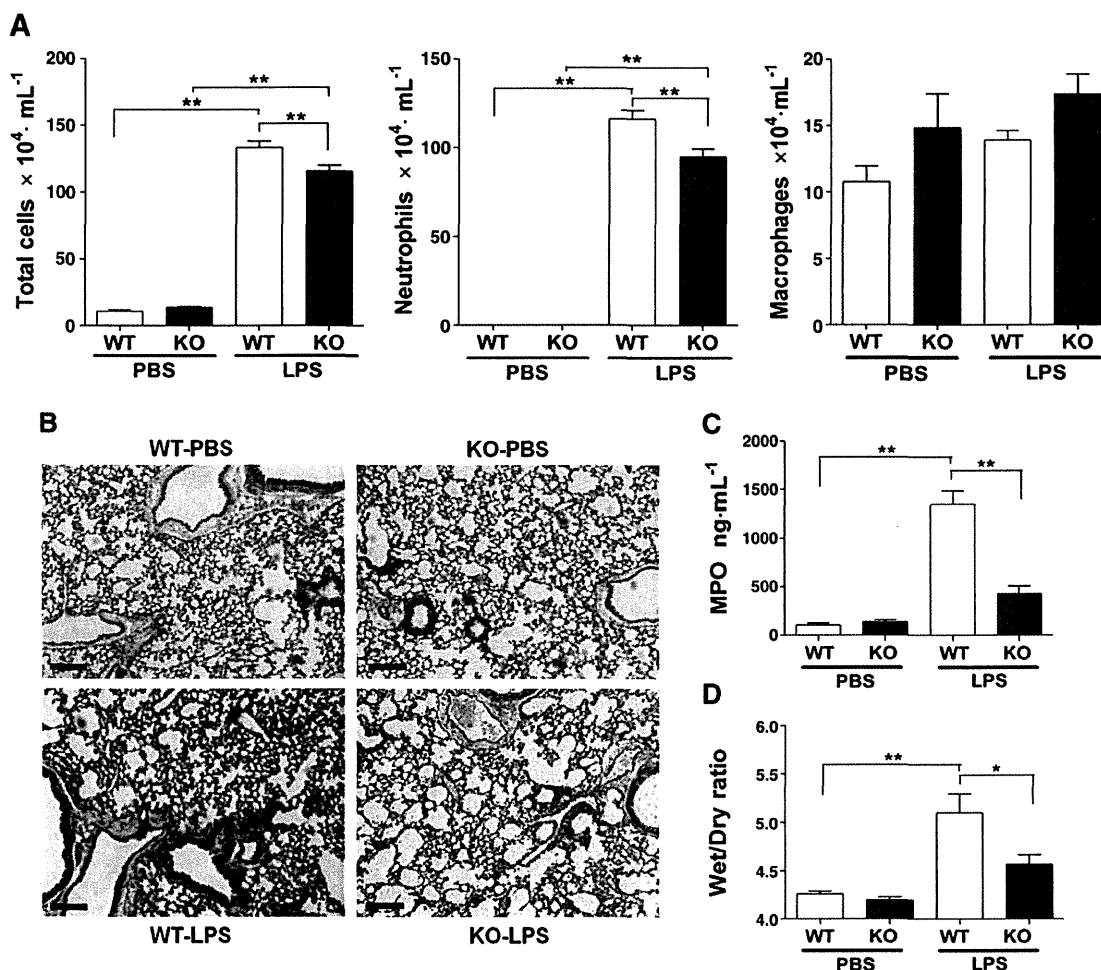 A
Total cells × 10⁴· mL⁻¹
200
150
100
50
0
**
**
**
WT KO WT KO
PBS LPS
Neutrophils × 10⁴· mL⁻¹
150
100
50
0
**
**
**
WT KO WT KO
PBS LPS
Macrophages ×10⁴·mL⁻¹
20
15
10
5
0
WT KO WT KO
PBS LPS
B
WT-PBS KO-PBS
WT-LPS KO-LPS
C
MPO ng·mL⁻¹
2000
1500
1000
500
0
**
**
WT KO WT KO
PBS LPS
D
Wet/Dry ratio
6.0
5.5
5.0
4.5
4.0
**
*
WT KO WT KO
PBS LPS